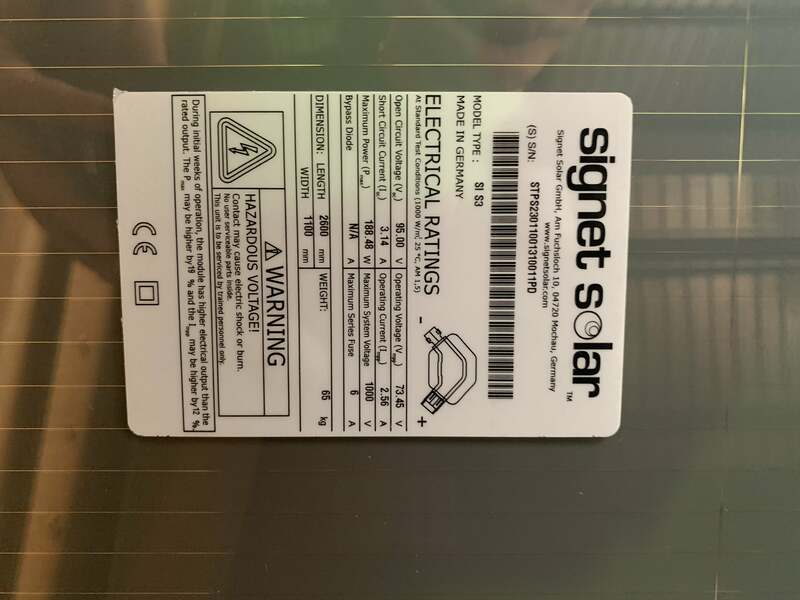 signet solar™
Signet Solar GmbH, Am Fuchsloch 10, 04720 Mochau, Germany
www.signetsolar.com
(S) S/N: STPS23011001310011PD
MODEL TYPE : SI S3
MADE IN GERMANY
ELECTRICAL RATINGS
At Standard Test Conditions (1000 W/m², 25 °C, AM 1,5)
- +
Open Circuit Voltage (Voc) 95.00 V Operating Voltage (Vmpp) 73.45 V
Short Circuit Current (Isc) 3.14 A Operating Current (Impp) 2.56 A
Maximum Power (Pmax) 188.48 W Maximum System Voltage 1000 V
Bypass Diode N/A A Maximum Series Fuse 6 A
DIMENSION: LENGTH 2600 mm WEIGHT: 65 kg
WIDTH 1100 mm
WARNING
HAZARDOUS VOLTAGE!
Contact may cause electric shock or burn.
No user serviceable parts inside.
This unit is to be serviced by trained personnel only.
During initial weeks of operation, the module has higher electrical output than the
rated output. The Pmax may be higher by 19 % and the Impp may be higher by 12 %.
CE